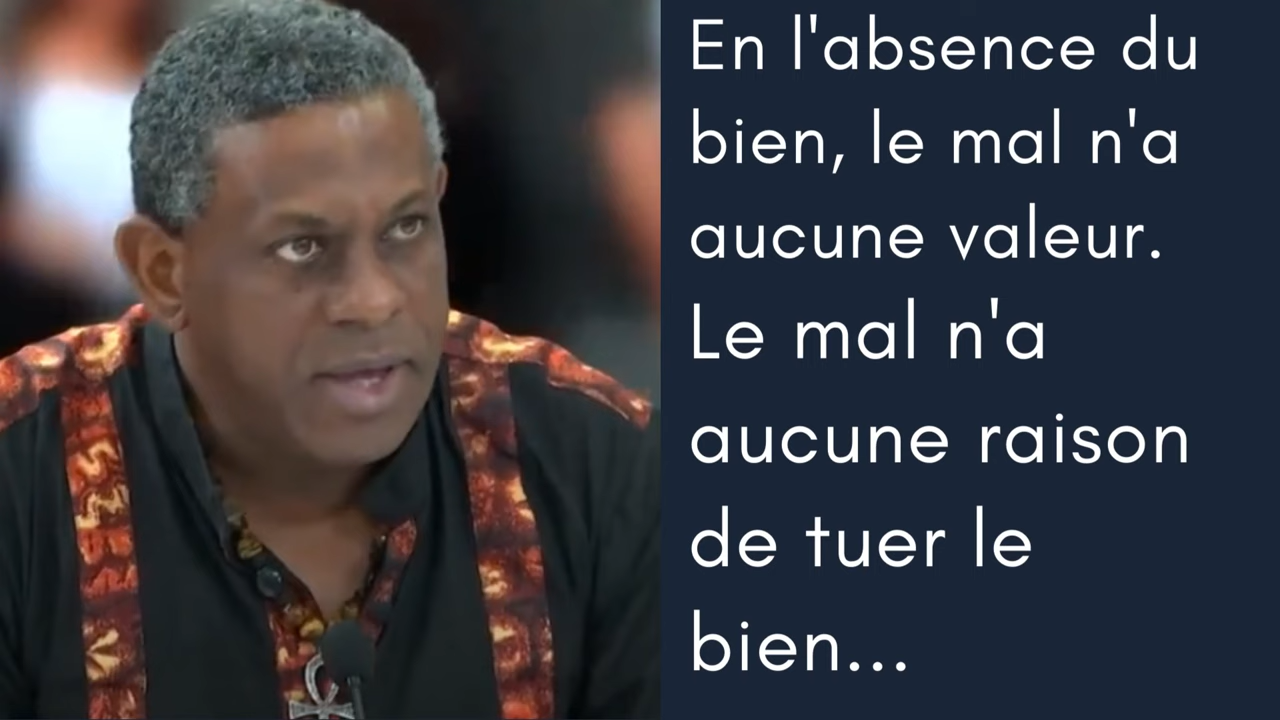 En l'absence du
bien, le mal n'a
aucune valeur.
Le mal n'a
aucune raison
de tuer le
bien...